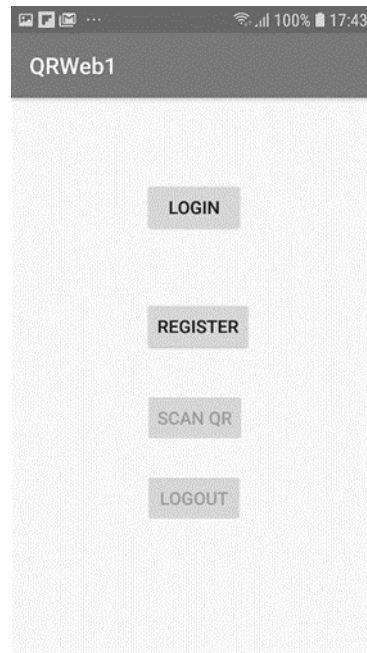 100% 17:43
QRWeb1
LOGIN
REGISTER
SCAN QR
LOGOUT